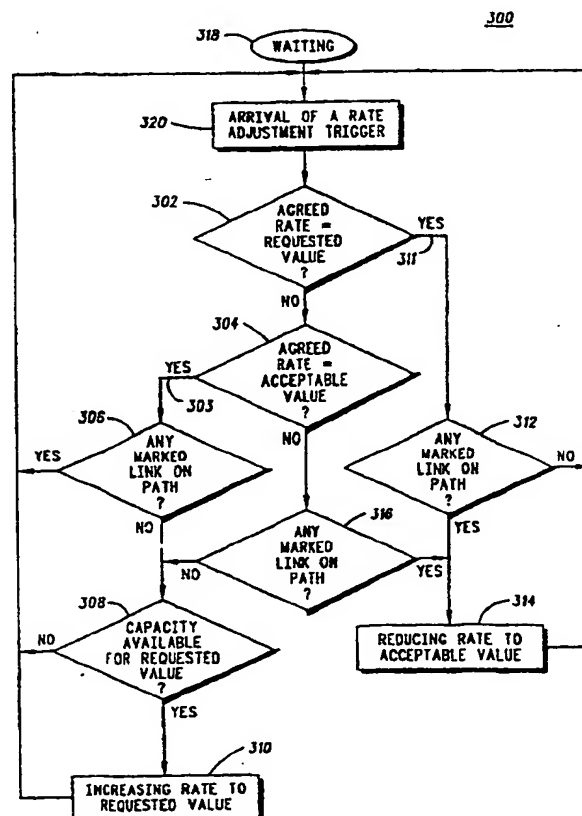 300
318
WAITING
320
ARRIVAL OF A RATE
ADJUSTMENT TRIGGER
302
AGREED
RATE =
REQUESTED
VALUE
?
YES
311
NO
304
AGREED
RATE =
ACCEPTABLE
VALUE
?
YES
303
NO
306
ANY
MARKED
LINK ON
PATH
?
YES
NO
312
ANY
MARKED
LINK ON
PATH
?
NO
YES
316
ANY
MARKED
LINK ON
PATH
?
NO
YES
308
CAPACITY
AVAILABLE
FOR REQUESTED
VALUE
?
NO
YES
314
REDUCING RATE TO
ACCEPTABLE VALUE
310
INCREASING RATE TO
REQUESTED VALUE